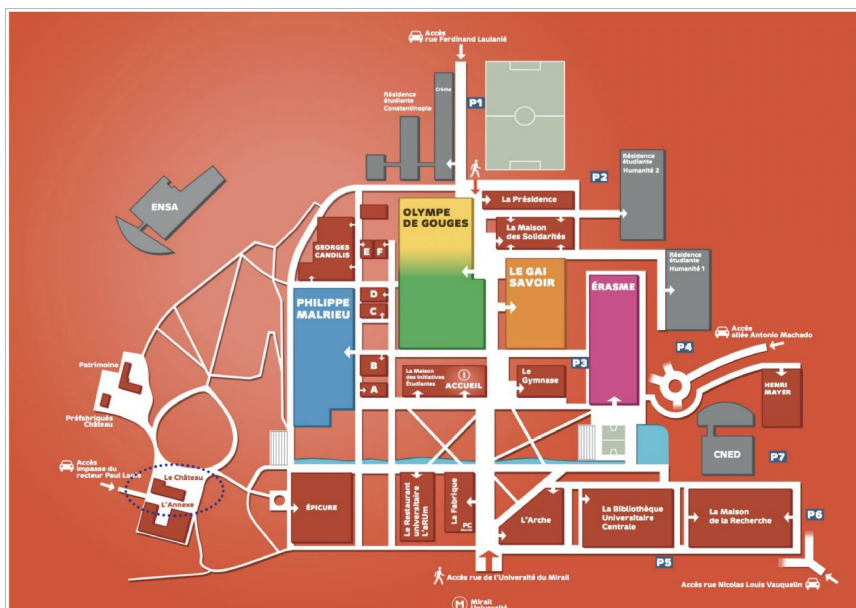 Accès
rue Ferdinand Laulanié
Crèche
P1
Résidence
étudiante
Constantinople
Résidence
étudiante
Humanité 2
P2
ENSA
La Présidence
OLYMPE
DE GOUGES
La Maison
des Solidarités
GEORGES
CANDILIS
E
F
Résidence
étudiante
Humanité 1
LE GAI
SAVOIR
ÉRASME
PHILIPPE
MALRIEU
D
C
Accès
allée Antonio Machado
P4
Patrimoine
B
La Maison
des Initiatives
Étudiantes
ACCUEIL
Le
Gymnase
P3
A
HENRI
MAYER
Préfabriqués
Château
CNED
P7
Accès
impasse du
recteur Paul
Le Château
L'Annexe
ÉPICURE
Le Restaurant
universitaire
L'aRUm
La Fabrique
PC
L'Arche
La Bibliothèque
Universitaire
Centrale
La Maison
de la Recherche
P6
P5
Accès rue de l'Université du Mirail
Accès rue Nicolas Louis Vauquelin
M
Mirail
Université